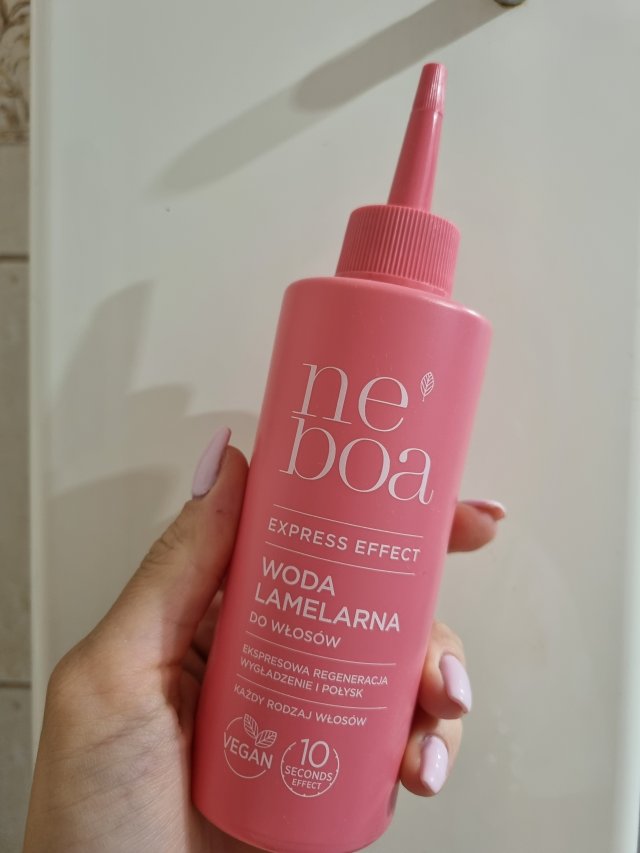 ne
boa
EXPRESS EFFECT
WODA
LAMELARNA
DO WŁOSÓW
EKSPRESOWA REGENERACJA
WYGŁADZENIE I POŁYSK
KAŻDY RODZAJ WŁOSÓW
VEGAN
10
SECONDS
EFFECT